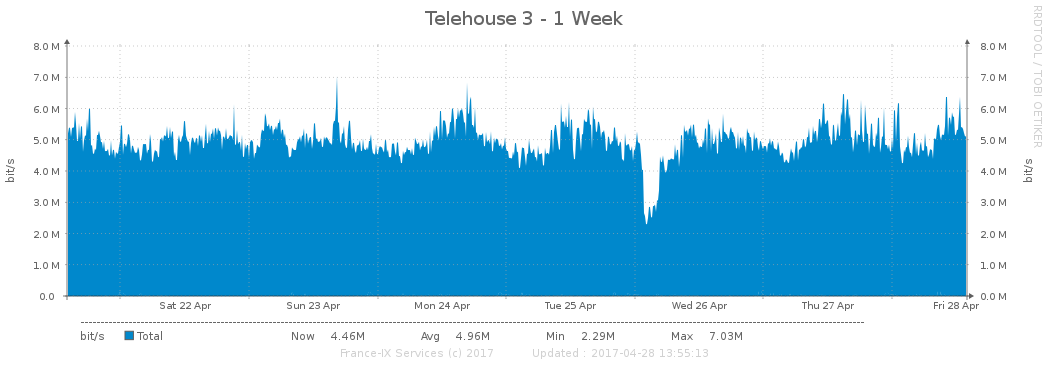 Telehouse 3 - 1 Week
RRDTOOL / TOBI OETIKER
8.0 M 8.0 M
7.0 M 7.0 M
6.0 M 6.0 M
5.0 M 5.0 M
4.0 M 4.0 M
3.0 M 3.0 M
2.0 M 2.0 M
1.0 M 1.0 M
0.0 0.0 M
bit/s bit/s
Sat 22 Apr Sun 23 Apr Mon 24 Apr Tue 25 Apr Wed 26 Apr Thu 27 Apr Fri 28 Apr
bit/s Total Now 4.46M Avg 4.96M Min 2.29M Max 7.03M
France-IX Services (c) 2017 Updated : 2017-04-28 13:55:13